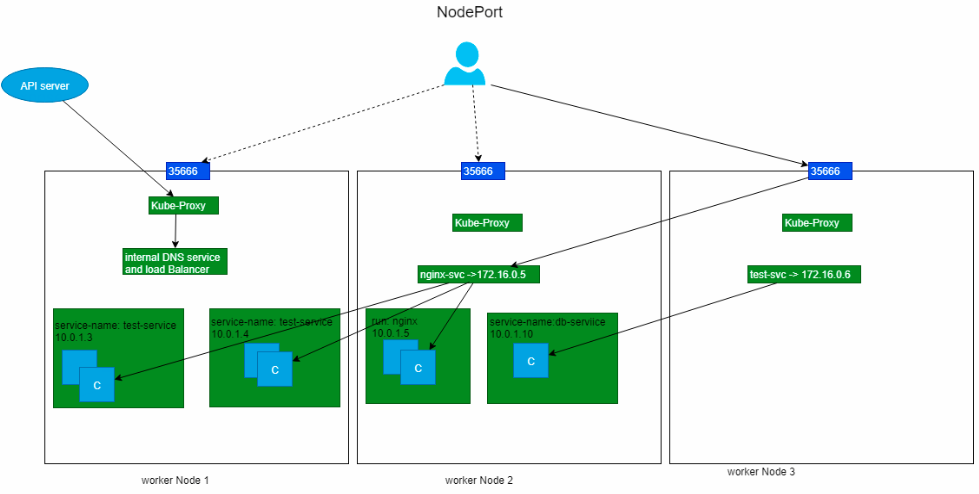 NodePort
API server
35666
35666
35666
Kube-Proxy
Kube-Proxy
Kube-Proxy
internal DNS service
and load Balancer
nginx-svc ->172.16.0.5
test-svc -> 172.16.0.6
service-name: test-service
10.0.1.3
service-name: test-service
10.0.1.4
run: nginx
10.0.1.5
service-name:db-serviice
10.0.1.10
C
C
C
C
worker Node 1
worker Node 2
worker Node 3